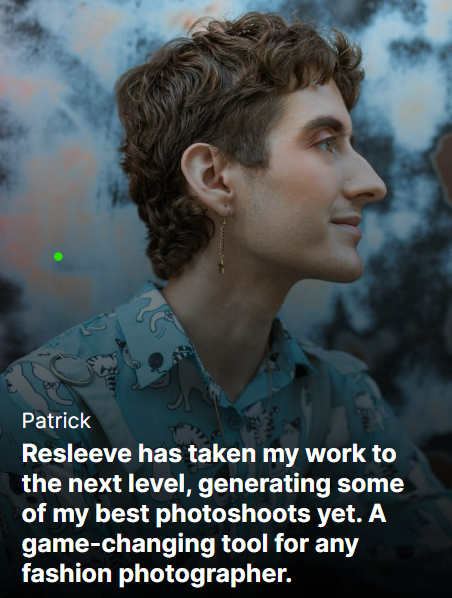 Patrick
Resleeve has taken my work to
the next level, generating some
of my best photoshoots yet. A
game-changing tool for any
fashion photographer.